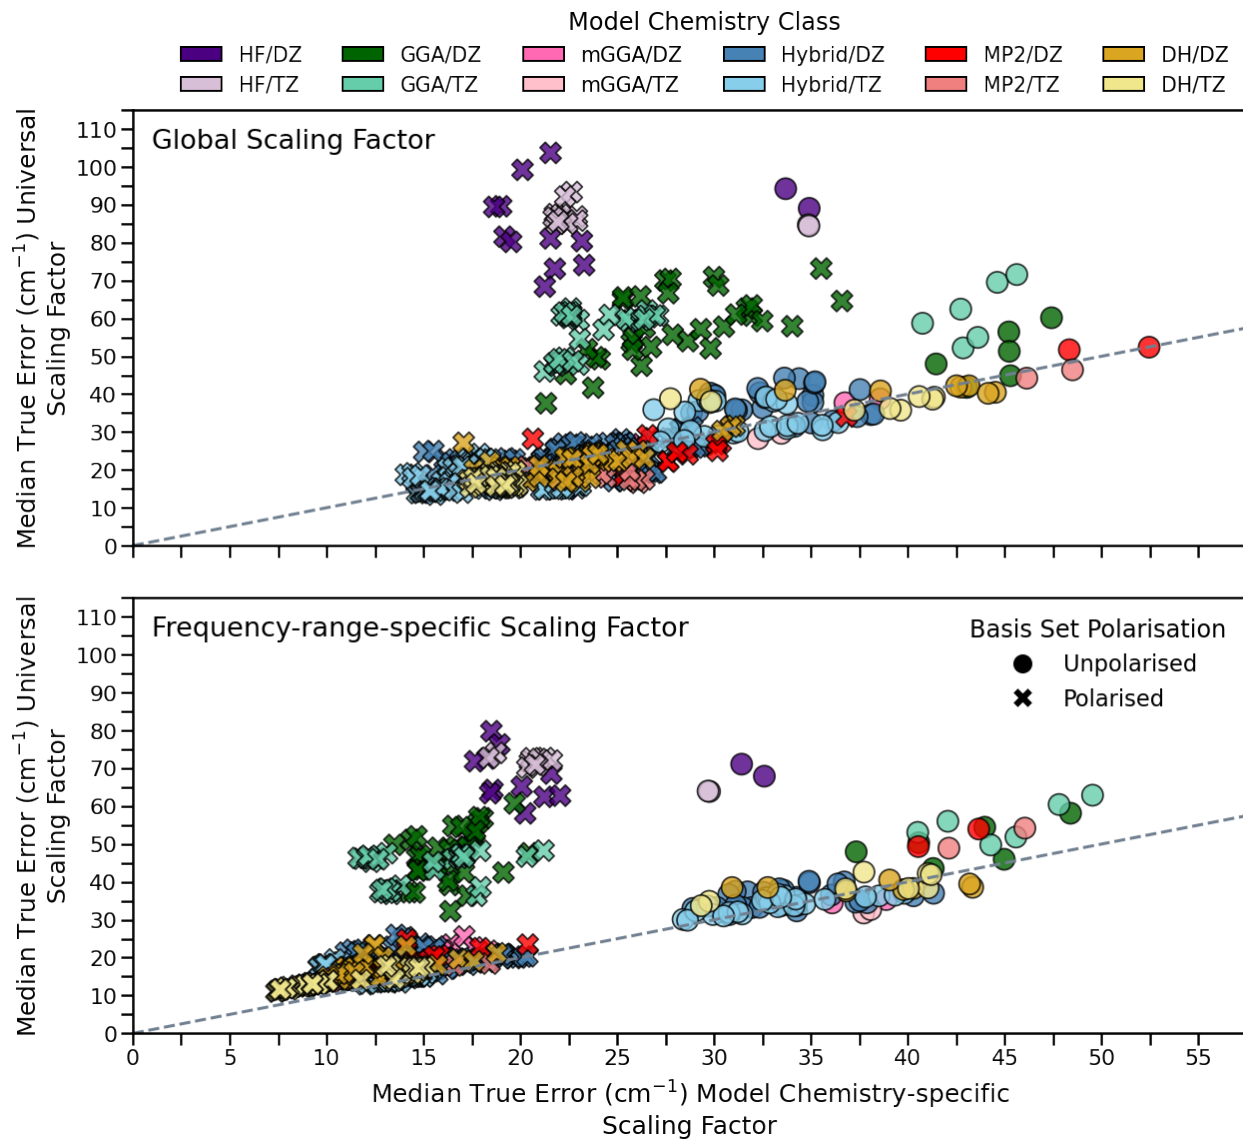 Model Chemistry Class
HF/DZ GGA/DZ mGGA/DZ Hybrid/DZ MP2/DZ DH/DZ
HF/TZ GGA/TZ mGGA/TZ Hybrid/TZ MP2/TZ DH/TZ
Median True Error (cm⁻¹) Universal
Scaling Factor
Global Scaling Factor
110
100
90
80
70
60
50
40
30
20
10
0
Median True Error (cm⁻¹) Universal
Scaling Factor
Frequency-range-specific Scaling Factor
Basis Set Polarisation
Unpolarised
Polarised
110
100
90
80
70
60
50
40
30
20
10
0
0 5 10 15 20 25 30 35 40 45 50 55
Median True Error (cm⁻¹) Model Chemistry-specific
Scaling Factor